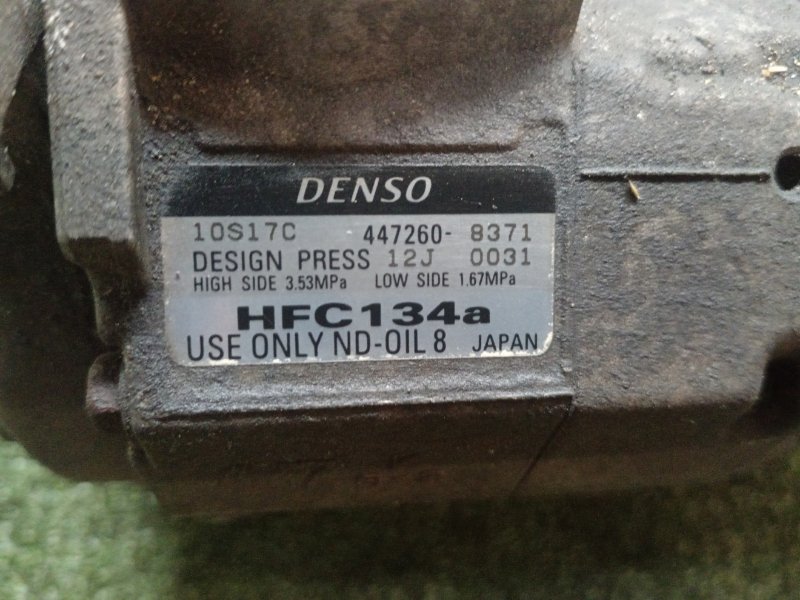 DENSO
10S17C 447260- 8371
DESIGN PRESS 12J 0031
HIGH SIDE 3.53MPa LOW SIDE 1.67MPa
HFC134a
USE ONLY ND-OIL 8 JAPAN